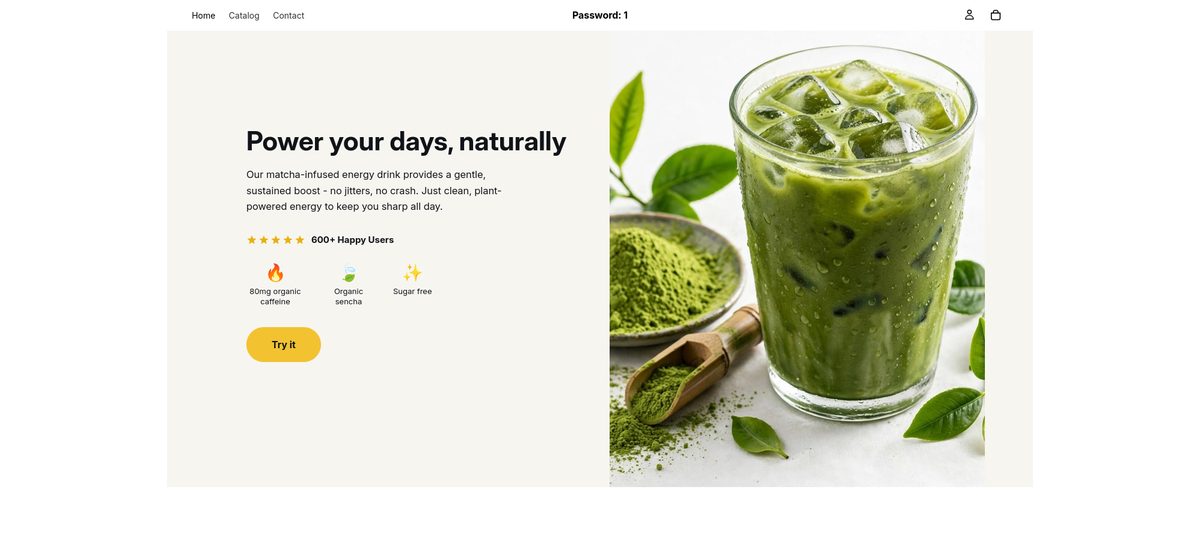 Home Catalog Contact
Password: 1
Power your days, naturally
Our matcha-infused energy drink provides a gentle,
sustained boost - no jitters, no crash. Just clean, plant-
powered energy to keep you sharp all day.
600+ Happy Users
80mg organic
caffeine
Organic
sencha
Sugar free
Try it